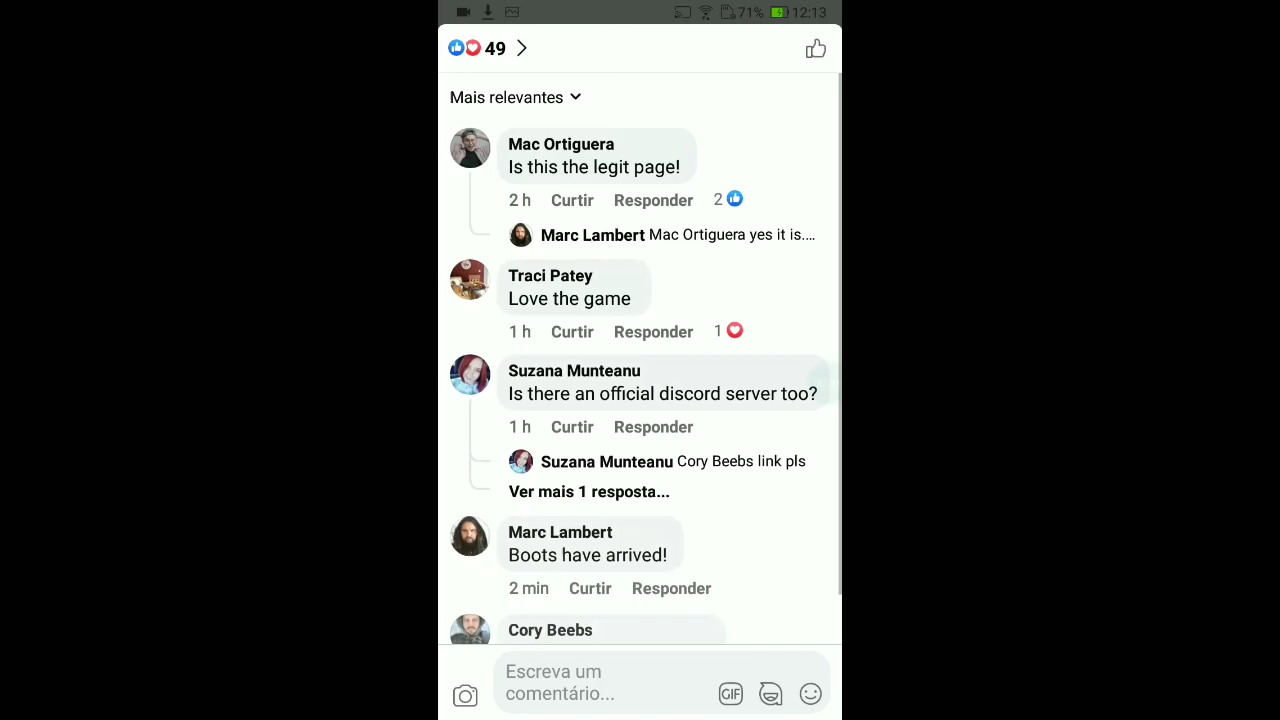 71% 12:13
49
Mais relevantes
Mac Ortiguera
Is this the legit page!
2 h Curtir Responder 2
Marc Lambert Mac Ortiguera yes it is....
Traci Patey
Love the game
1 h Curtir Responder 1
Suzana Munteanu
Is there an official discord server too?
1 h Curtir Responder
Suzana Munteanu Cory Beebs link pls
Ver mais 1 resposta...
Marc Lambert
Boots have arrived!
2 min Curtir Responder
Cory Beebs
Escreva um
comentário...
GIF